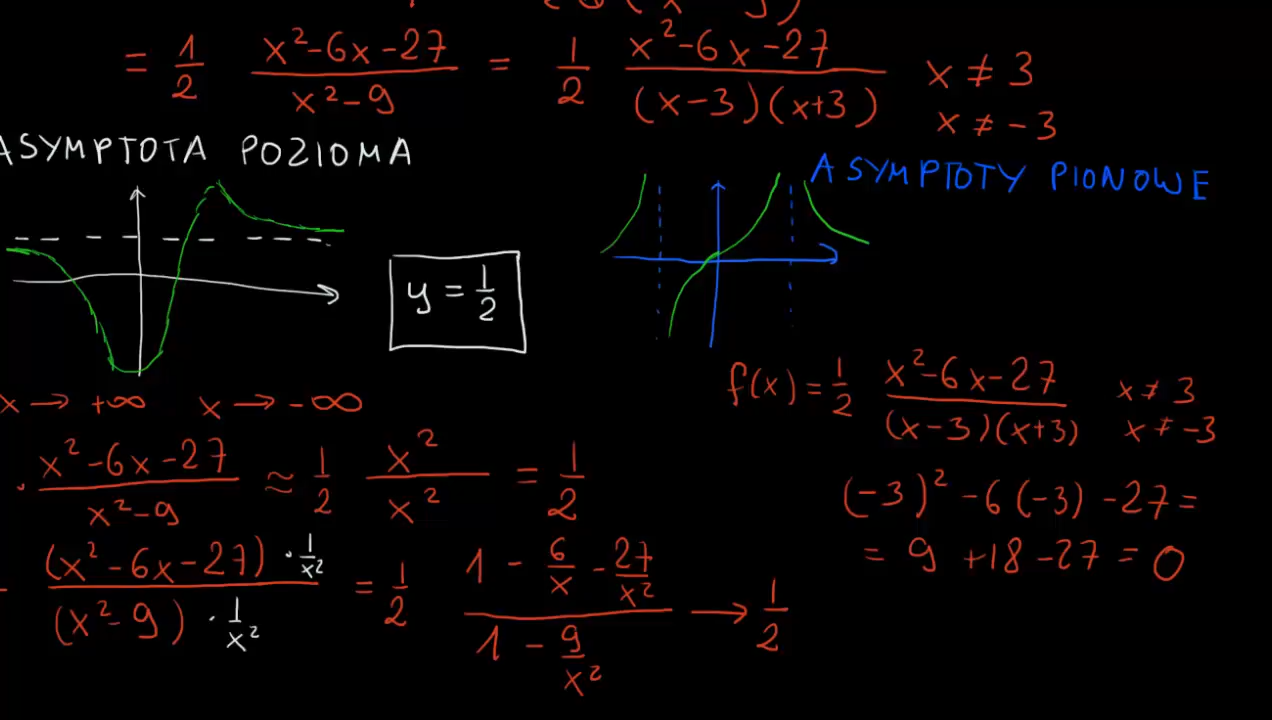 = 1/2 (x²-6x-27)/(x²-9) = 1/2 (x²-6x-27)/((x-3)(x+3)) x ≠ 3
x ≠ -3
ASYMPTOTA POZIOMA
ASYMPTOTY PIONOWE
y = 1/2
f(x) = 1/2 (x²-6x-27)/((x-3)(x+3)) x ≠ 3
x ≠ -3
x → +∞ x → -∞
· (x²-6x-27)/(x²-9) ≈ 1/2 x²/x² = 1/2
(-3)² - 6(-3) - 27 =
= 9 + 18 - 27 = 0
((x²-6x-27) · 1/x²)/((x²-9) · 1/x²) = 1/2 (1 - 6/x - 27/x²)/(1 - 9/x²) → 1/2